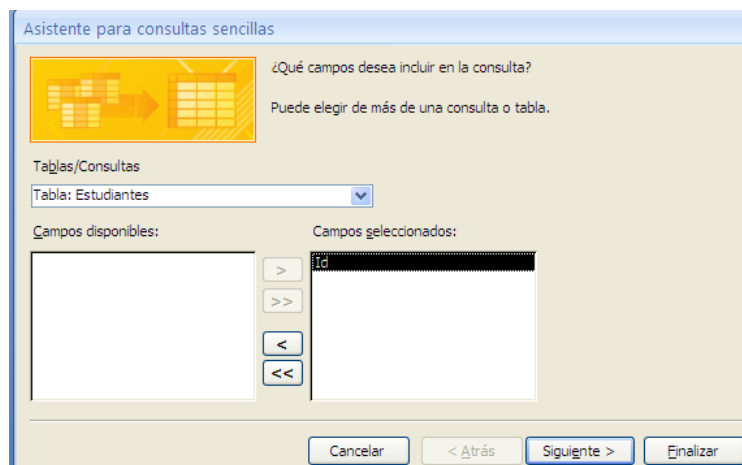 Asistente para consultas sencillas
¿Qué campos desea incluir en la consulta?
Puede elegir de más de una consulta o tabla.
Tablas/Consultas
Tabla: Estudiantes
Campos disponibles:
Campos seleccionados:
Id
>
>>
<
<<
Cancelar
< Atrás
Siguiente >
Finalizar